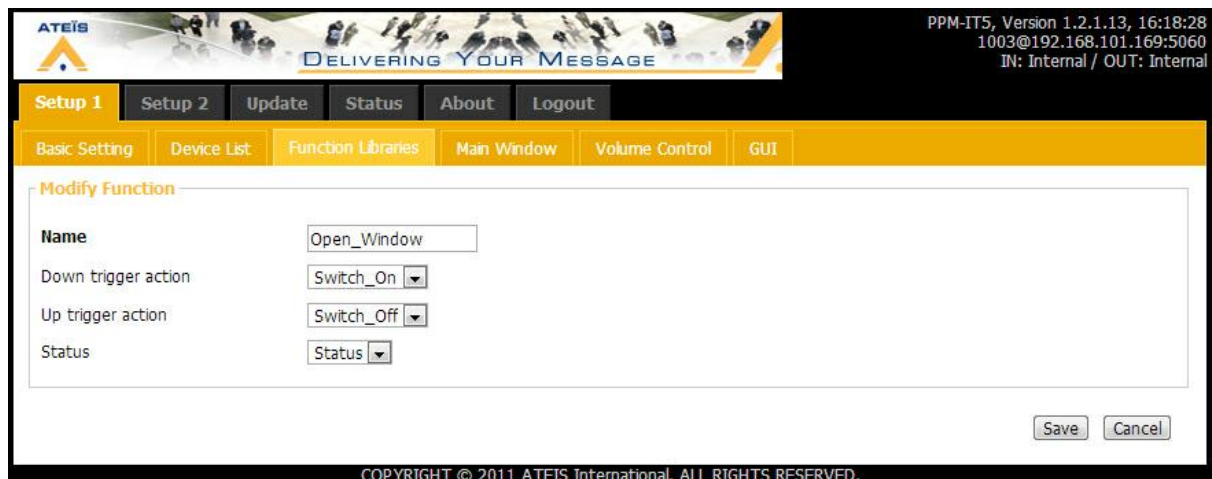 ATEÏS
DELIVERING YOUR MESSAGE
PPM-IT5, Version 1.2.1.13, 16:18:28
1003@192.168.101.169:5060
IN: Internal / OUT: Internal
Setup 1 Setup 2 Update Status About Logout
Basic Setting Device List Function Libraries Main Window Volume Control GUI
Modify Function
Name Open_Window
Down trigger action Switch_On
Up trigger action Switch_Off
Status Status
Save Cancel
COPYRIGHT © 2011 ATEIS International. ALL RIGHTS RESERVED.